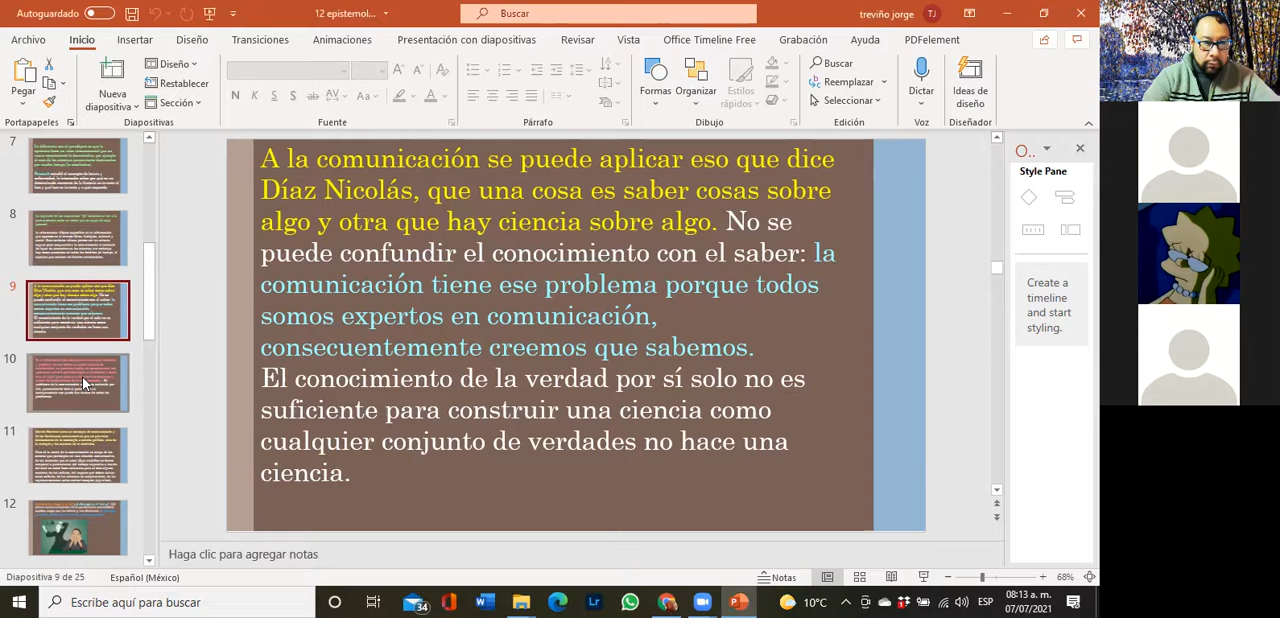 Autoguardado
12 epistemol...
Buscar
treviño jorge
TJ
Archivo
Inicio
Insertar
Diseño
Transiciones
Animaciones
Presentación con diapositivas
Revisar
Vista
Office Timeline Free
Grabación
Ayuda
PDFelement
Pegar
Nueva
diapositiva
Diseño
Restablecer
Sección
N K S S ab AV Aa A
Formas
Organizar
Estilos
rápidos
Buscar
Reemplazar
Seleccionar
Dictar
Ideas de
diseño
Portapapeles
Diapositivas
Fuente
Párrafo
Dibujo
Edición
Voz
Diseñador
7
8
9
10
11
12
A la comunicación se puede aplicar eso que dice
Díaz Nicolás, que una cosa es saber cosas sobre
algo y otra que hay ciencia sobre algo. No se
puede confundir el conocimiento con el saber: la
comunicación tiene ese problema porque todos
somos expertos en comunicación,
consecuentemente creemos que sabemos.
El conocimiento de la verdad por sí solo no es
suficiente para construir una ciencia como
cualquier conjunto de verdades no hace una
ciencia.
O...
Style Pane
Create a
timeline
and start
styling.
Haga clic para agregar notas
Diapositiva 9 de 25
Español (México)
Notas
68%
Escribe aquí para buscar
34
10°C
ESP
08:13 a. m.
07/07/2021